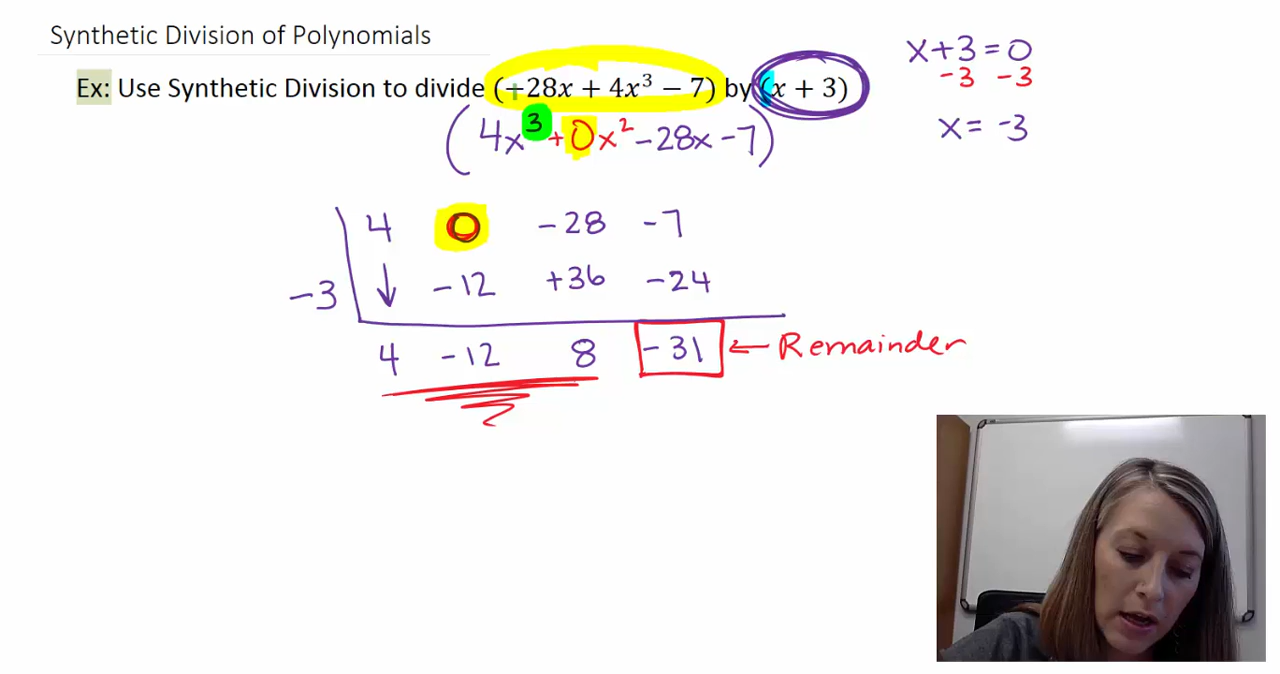 Synthetic Division of Polynomials
x+3=0
-3 -3
x= -3
Ex: Use Synthetic Division to divide (−28x + 4x³ − 7) by (x + 3)
(4x³ + 0x² - 28x - 7)
4 0 -28 -7
-3 ↓ -12 +36 -24
4 -12 8 -31 ← Remainder